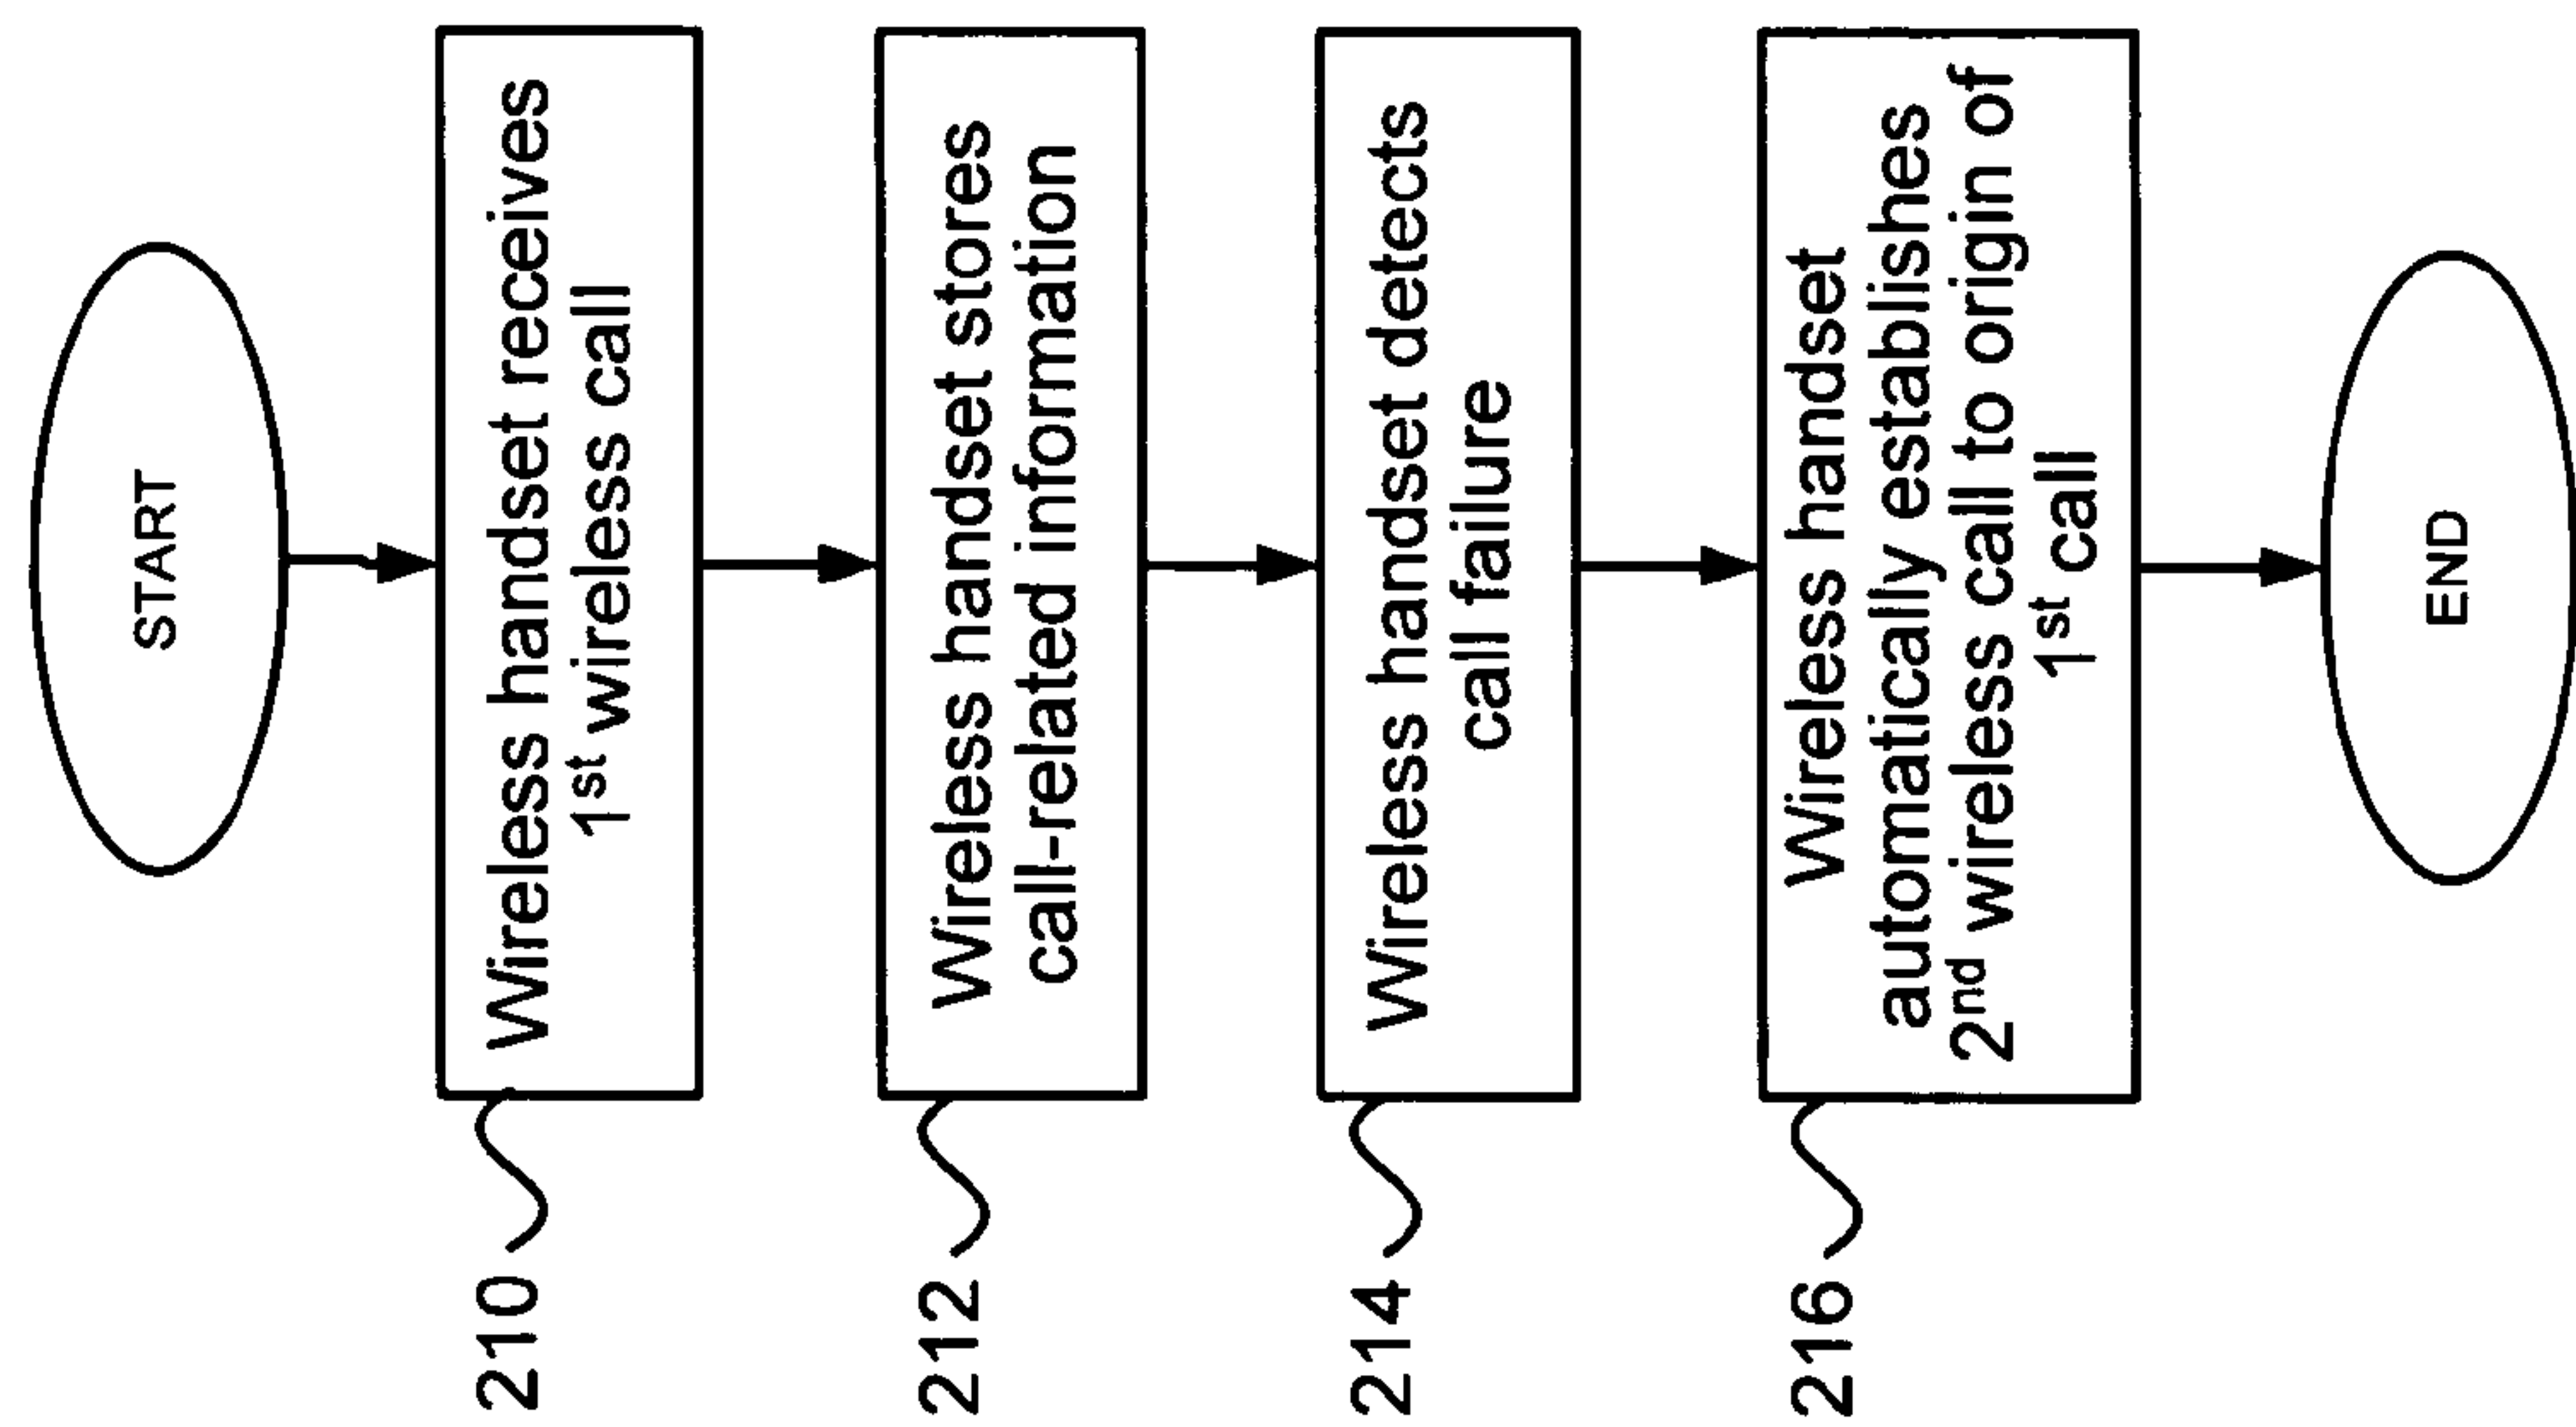 START
210
Wireless handset receives
1st wireless call
212
Wireless handset stores
call-related information
214
Wireless handset detects
call failure
216
Wireless handset
automatically establishes
2nd wireless call to origin of
1st call
END